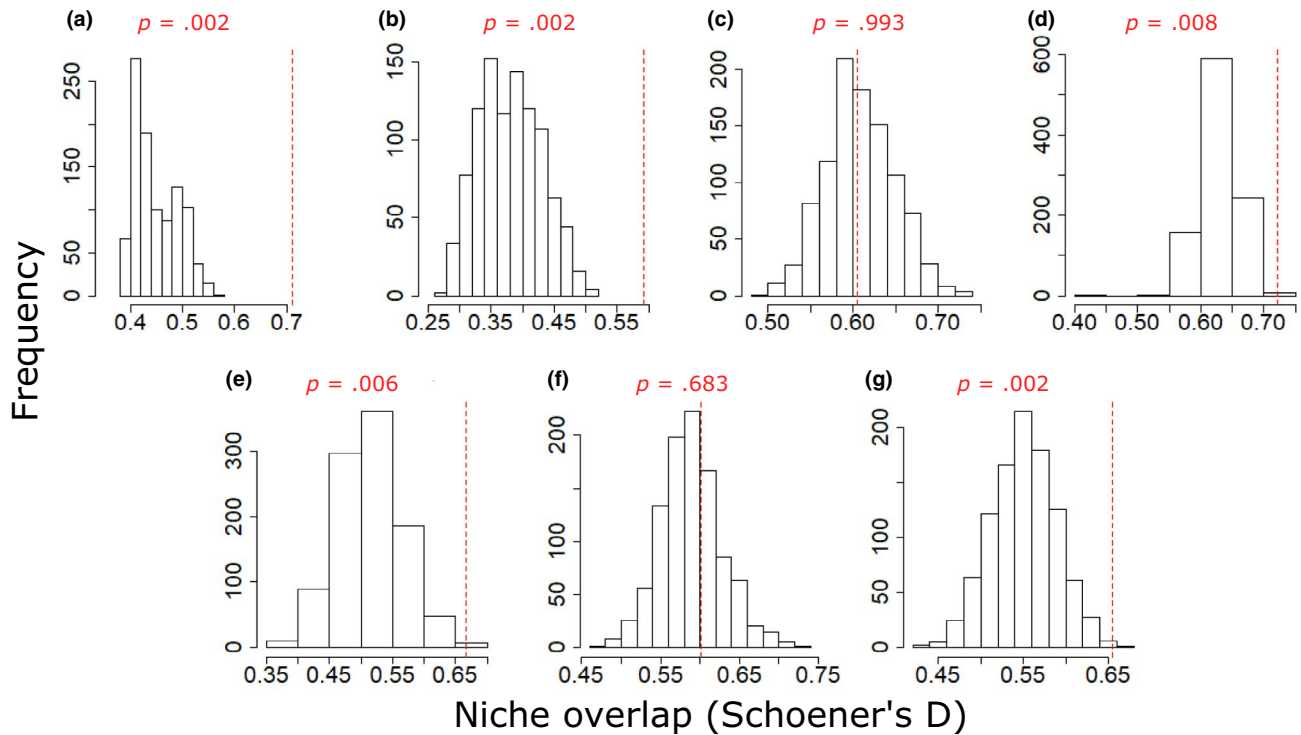 (a) p = .002 (b) p = .002 (c) p = .993 (d) p = .008
250
150
50
0
0.4 0.5 0.6 0.7
150
100
50
0
0.25 0.35 0.45 0.55
200
150
100
50
0
0.50 0.60 0.70
600
400
200
0
0.40 0.50 0.60 0.70
Frequency
(e) p = .006 (f) p = .683 (g) p = .002
300
200
100
0
0.35 0.45 0.55 0.65
200
150
100
50
0
0.45 0.55 0.65 0.75
200
150
100
50
0
0.45 0.55 0.65
Niche overlap (Schoener's D)